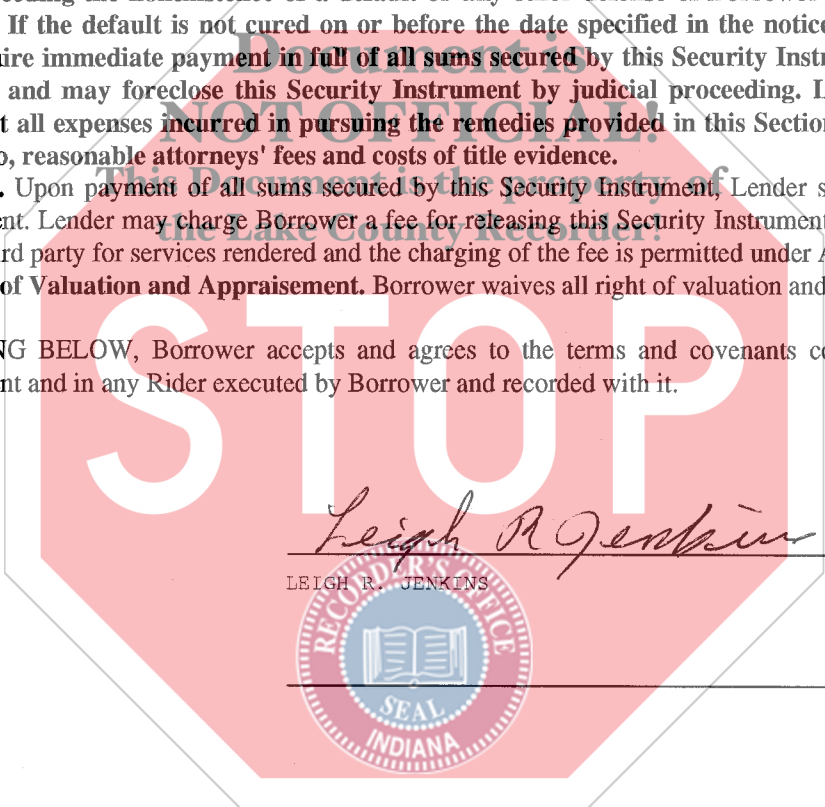 If the default is not cured on or before the date specified in the notice
ire immediate payment in full of all sums secured by this Security Inst
and may foreclose this Security Instrument by judicial proceeding. L
t all expenses incurred in pursuing the remedies provided in this Section
o, reasonable attorneys' fees and costs of title evidence.
. Upon payment of all sums secured by this Security Instrument, Lender s
ent. Lender may charge Borrower a fee for releasing this Security Instrument
rd party for services rendered and the charging of the fee is permitted under A
of Valuation and Appraisement. Borrower waives all right of valuation and
NG BELOW, Borrower accepts and agrees to the terms and covenants co
nt and in any Rider executed by Borrower and recorded with it.
Document is
NOT OFFICIAL!
This Document is the property of
the Lake County Recorder!
STOP
Leigh R Jenkins
LEIGH R. JENKINS
RECORDER'S OFFICE
SEAL
INDIANA